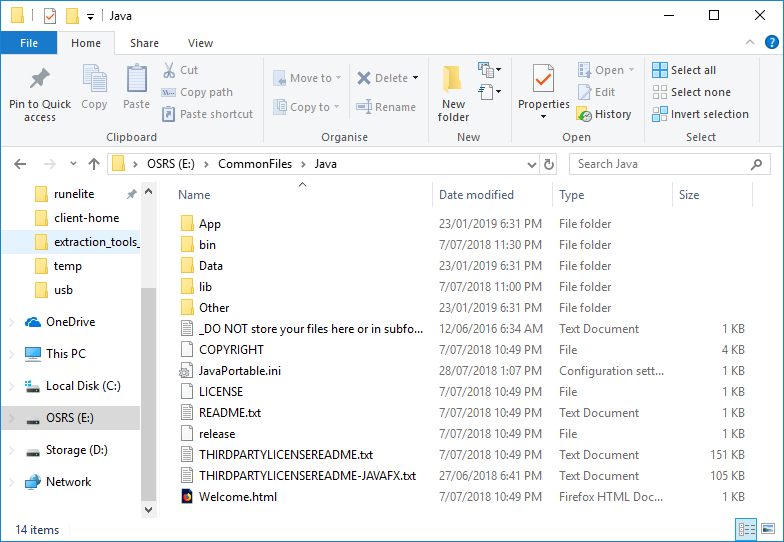 Java
File Home Share View
Pin to Quick access
Copy
Paste
Cut
Copy path
Paste shortcut
Clipboard
Move to
Copy to
Delete
Rename
Organise
New folder
New
Properties
Open
Edit
History
Open
Select all
Select none
Invert selection
Select
OSRS (E:) CommonFiles Java
Search Java
runelite
client-home
extraction_tools_
temp
usb
OneDrive
This PC
Local Disk (C:)
OSRS (E:)
Storage (D:)
Network
Name Date modified Type Size
App 23/01/2019 6:31 PM File folder
bin 7/07/2018 11:30 PM File folder
Data 23/01/2019 6:31 PM File folder
lib 7/07/2018 11:00 PM File folder
Other 23/01/2019 6:31 PM File folder
_DO NOT store your files here or in subfo... 12/06/2016 6:34 AM Text Document 1 KB
COPYRIGHT 7/07/2018 10:49 PM File 4 KB
JavaPortable.ini 28/07/2018 1:07 PM Configuration sett... 1 KB
LICENSE 7/07/2018 10:49 PM File 1 KB
README.txt 7/07/2018 10:49 PM Text Document 1 KB
release 7/07/2018 10:49 PM File 1 KB
THIRDPARTYLICENSEREADME.txt 7/07/2018 10:49 PM Text Document 151 KB
THIRDPARTYLICENSEREADME-JAVAFX.txt 27/06/2018 6:41 PM Text Document 105 KB
Welcome.html 7/07/2018 10:49 PM Firefox HTML Doc... 1 KB
14 items